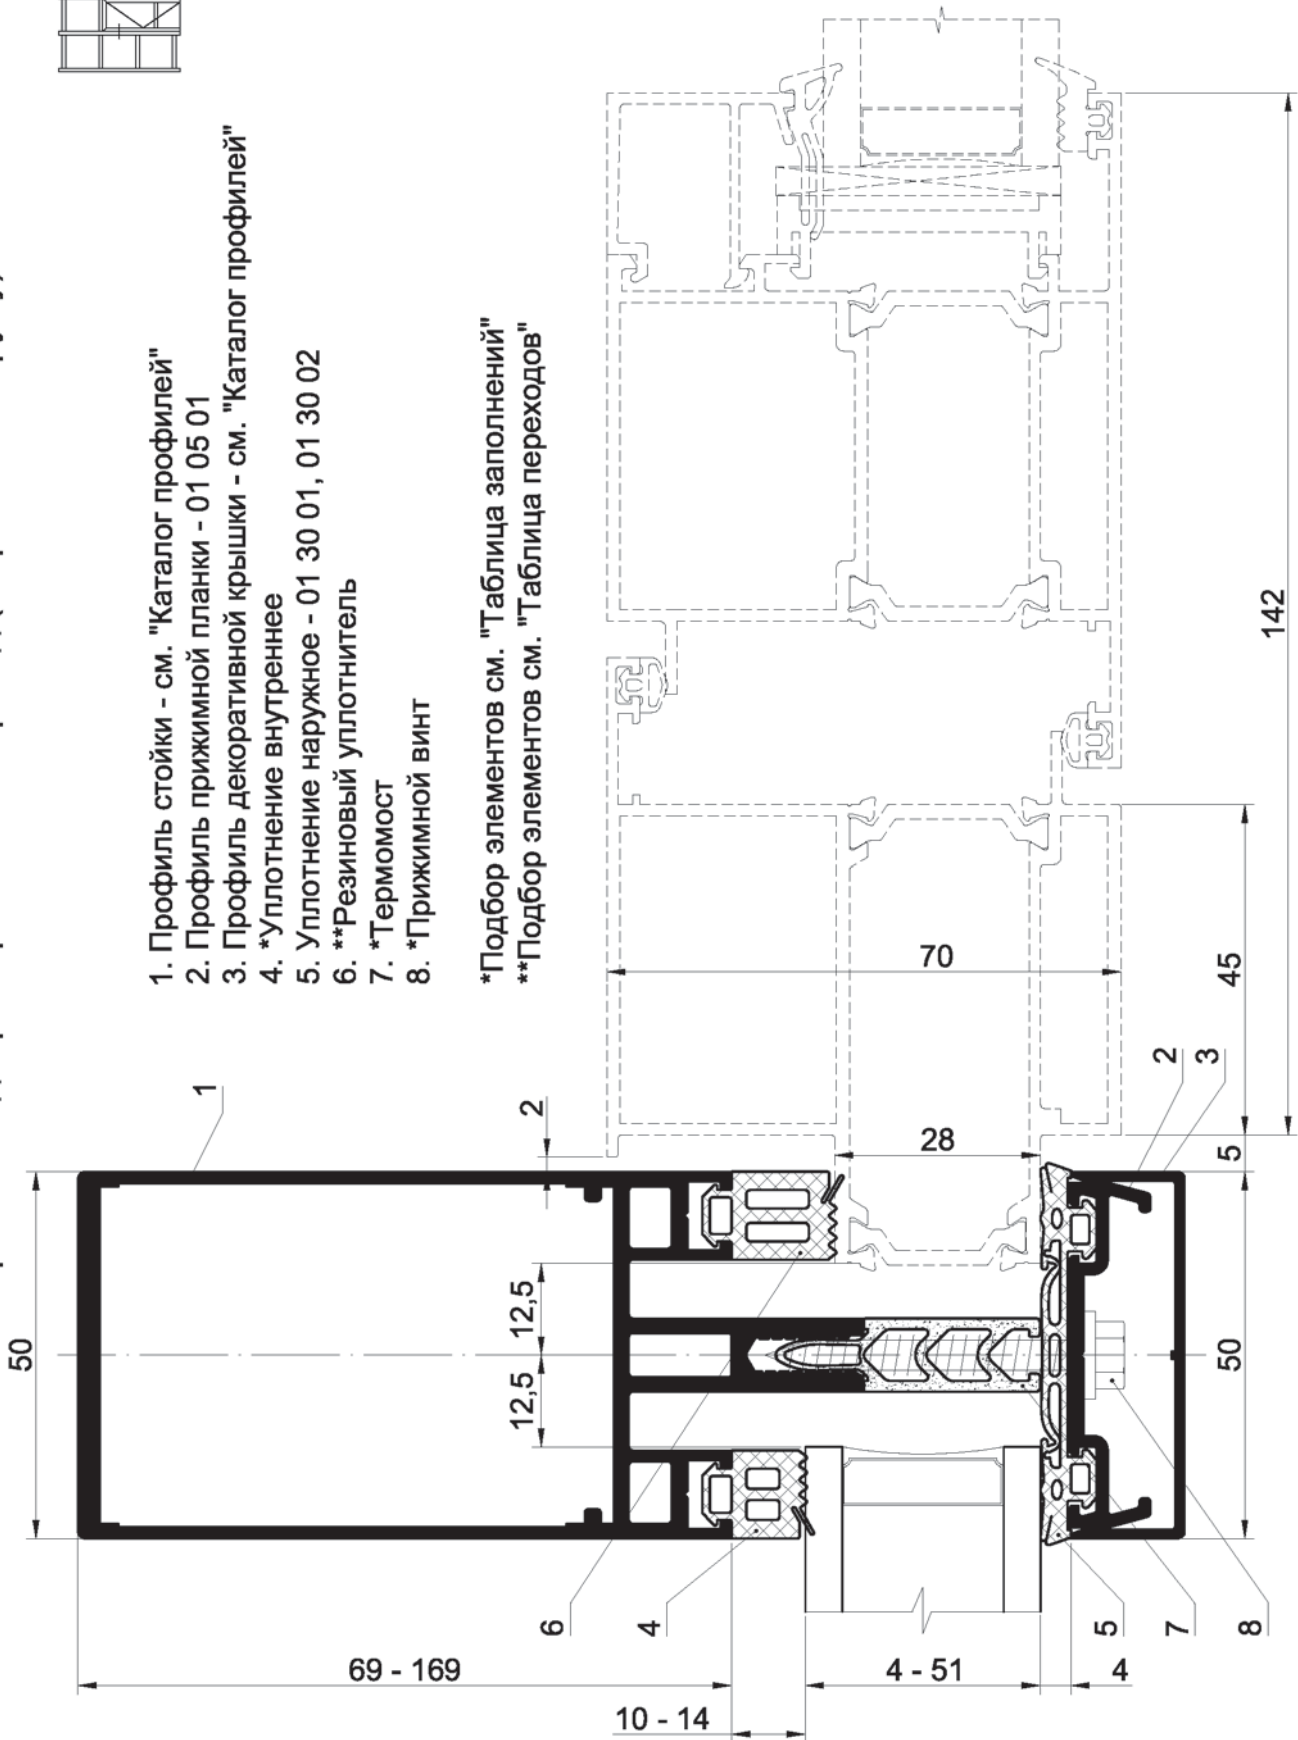 1. Профиль стойки - см. "Каталог профилей"
2. Профиль прижимной планки - 01 05 01
3. Профиль декоративной крышки - см. "Каталог профилей"
4. *Уплотнение внутреннее
5. Уплотнение наружное - 01 30 01, 01 30 02
6. **Резиновый уплотнитель
7. *Термомост
8. *Прижимной винт
*Подбор элементов см. "Таблица заполнений"
**Подбор элементов см. "Таблица переходов"
50
1
2
12,5
12,5
28
70
142
45
5
2
3
50
6
4
5
7
8
69 - 169
10 - 14
4 - 51
4